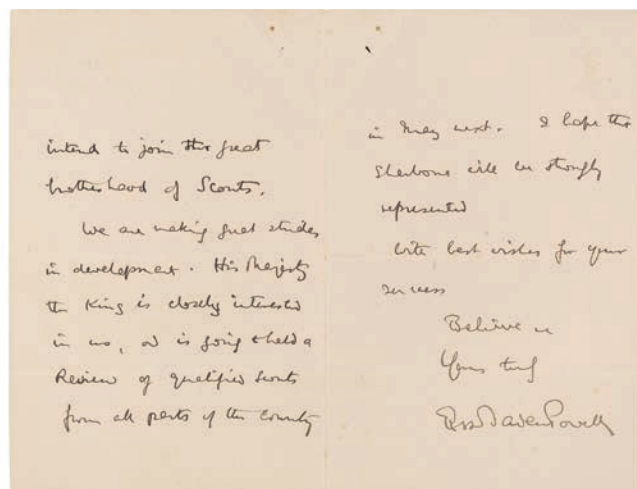 intend to join this great
brotherhood of Scouts.
We are making great strides
in development. His Majesty
the King is closely interested
in us, & is going to hold a
Review of qualified Scouts
from all parts of the country
in May next. I hope that
Sherborne will be strongly
represented
With best wishes for your
success
Believe me
Yours truly
Baden Powell